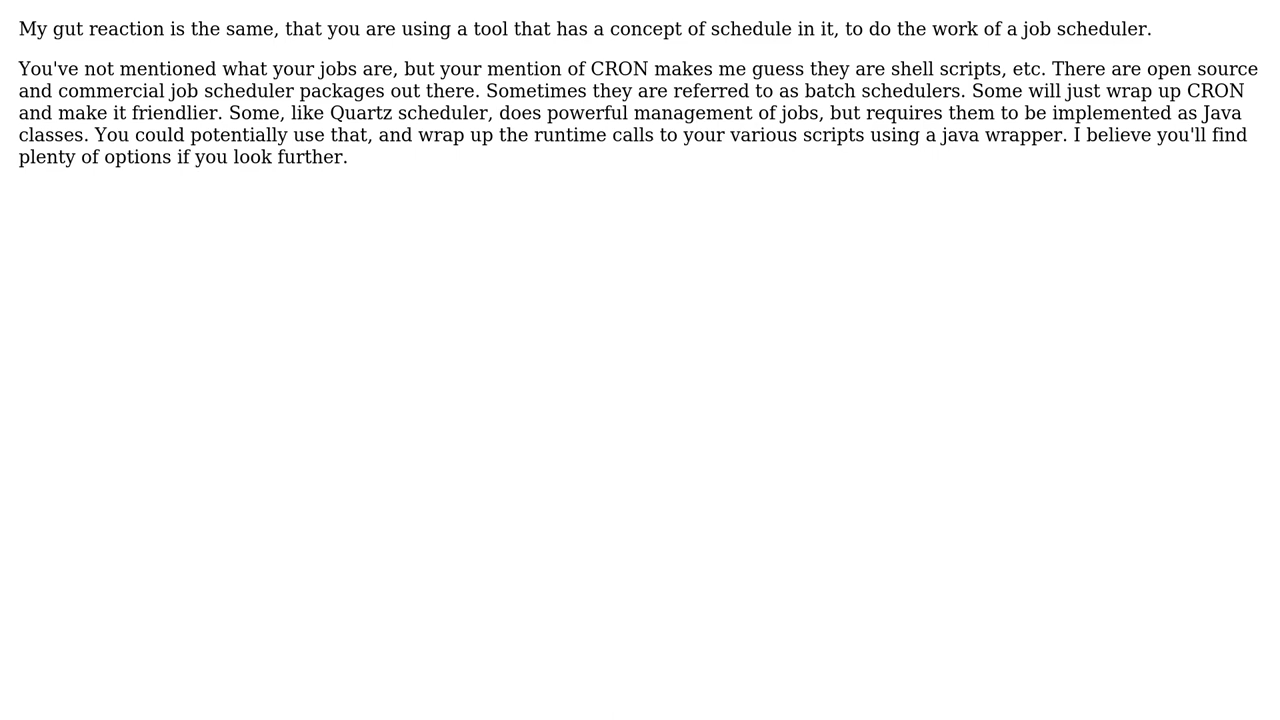 My gut reaction is the same, that you are using a tool that has a concept of schedule in it, to do the work of a job scheduler.
You've not mentioned what your jobs are, but your mention of CRON makes me guess they are shell scripts, etc. There are open source
and commercial job scheduler packages out there. Sometimes they are referred to as batch schedulers. Some will just wrap up CRON
and make it friendlier. Some, like Quartz scheduler, does powerful management of jobs, but requires them to be implemented as Java
classes. You could potentially use that, and wrap up the runtime calls to your various scripts using a java wrapper. I believe you'll find
plenty of options if you look further.